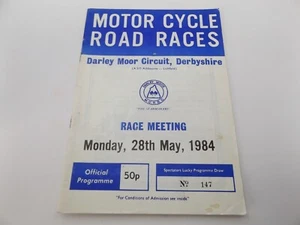 MOTOR CYCLE
ROAD RACES
Darley Moor Circuit, Derbyshire
RACE MEETING
Monday, 28th May, 1984
Official
Programme
50p
Spectators Lucky Programme Draw
No 147
"For Conditions of Admission see inside"